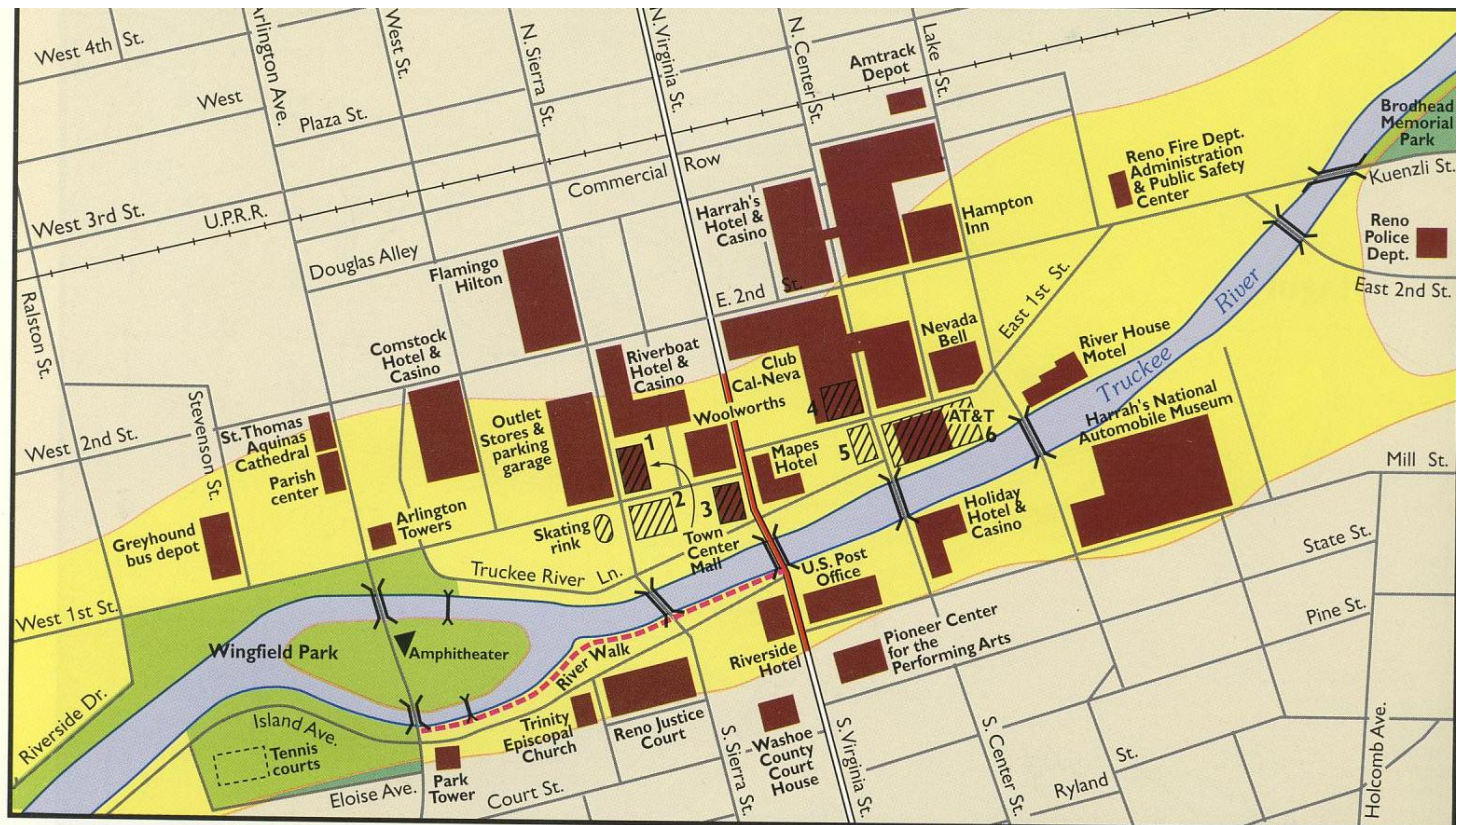 West 4th St.
Arlington Ave.
West St.
N. Sierra St.
N. Virginia St.
N. Center St.
Lake St.
Amtrack
Depot
West
Plaza St.
Commercial Row
Brodhead
Memorial
Park
Kuenzli St.
Reno Fire Dept.
Administration
& Public Safety
Center
Reno
Police
Dept.
East 2nd St.
West 3rd St.
U.P.R.R.
Douglas Alley
Flamingo
Hilton
Harrah's
Hotel &
Casino
Hampton
Inn
E. 2nd St.
East 1st St.
Truckee River
Ralston St.
Comstock
Hotel &
Casino
Riverboat
Hotel &
Casino
Club
Cal-Neva
Nevada
Bell
River House
Motel
Harrah's National
Automobile Museum
Woolworths
4
AT&T
6
5
Mapes
Hotel
Outlet
Stores &
parking
garage
1
2
3
Stevenson St.
St. Thomas
Aquinas
Cathedral
Parish
center
West 2nd St.
Mill St.
Greyhound
bus depot
Arlington
Towers
Skating
rink
Town
Center
Mall
Holiday
Hotel &
Casino
State St.
Truckee River Ln.
U.S. Post
Office
West 1st St.
Pine St.
Wingfield Park
Amphitheater
River Walk
Riverside
Hotel
Pioneer Center
for the
Performing Arts
Riverside Dr.
Island Ave.
Tennis
courts
Trinity
Episcopal
Church
Reno Justice
Court
S. Sierra St.
Washoe
County
Court
House
S. Virginia St.
S. Center St.
Ryland St.
Holcomb Ave.
Eloise Ave.
Park
Tower
Court St.